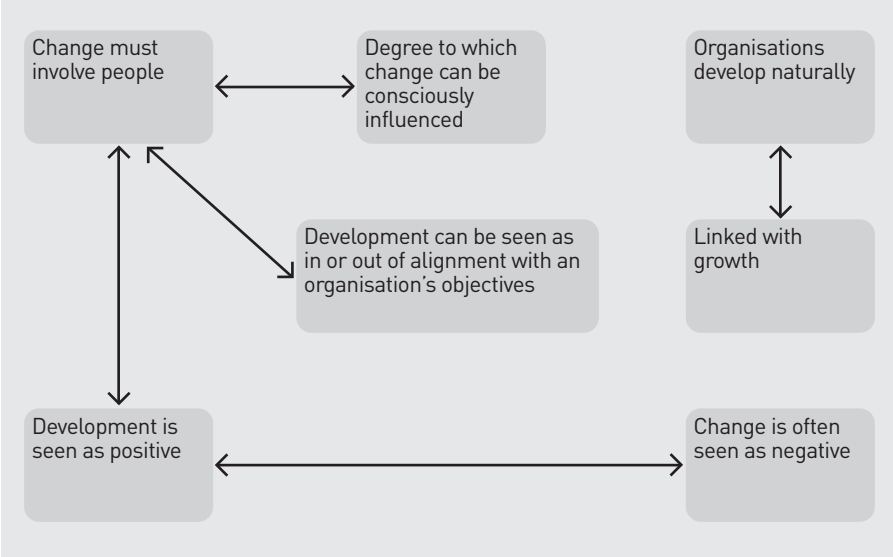 Change must
involve people
Degree to which
change can be
consciously
influenced
Organisations
develop naturally
Development can be seen as
in or out of alignment with an
organisation's objectives
Linked with
growth
Development is
seen as positive
Change is often
seen as negative